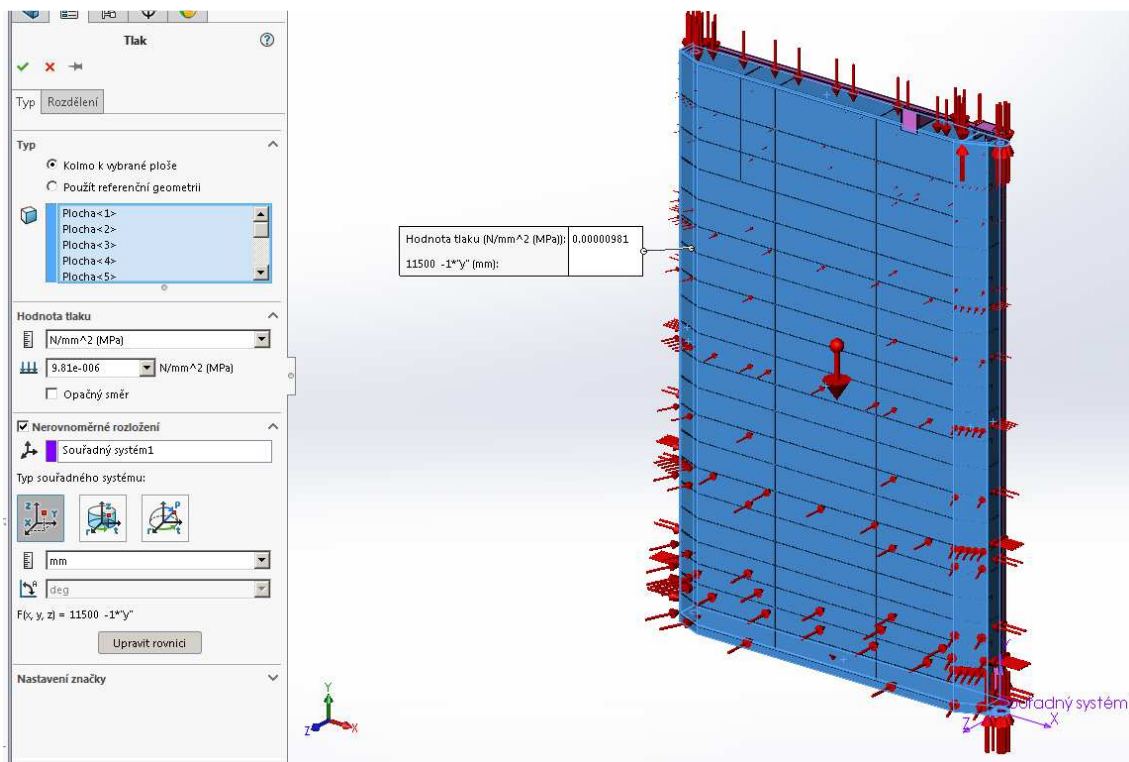 Tlak
Typ
Rozdělení
Typ
Kolmo k vybrané ploše
Použít referenční geometrii
Plocha<1>
Plocha<2>
Plocha<3>
Plocha<4>
Plocha<5>
Hodnota tlaku
N/mm^2 (MPa)
9.81e-006 N/mm^2 (MPa)
Opačný směr
Nerovnoměrné rozložení
Souřadný systém1
Typ souřadného systému:
mm
deg
F(x, y, z) = 11500 -1*"y"
Upravit rovnici
Nastavení značky
Hodnota tlaku (N/mm^2 (MPa)): 0.00000981
11500 -1*"y" (mm):
Y
Z
X
Y
Souřadný systém
Z
X